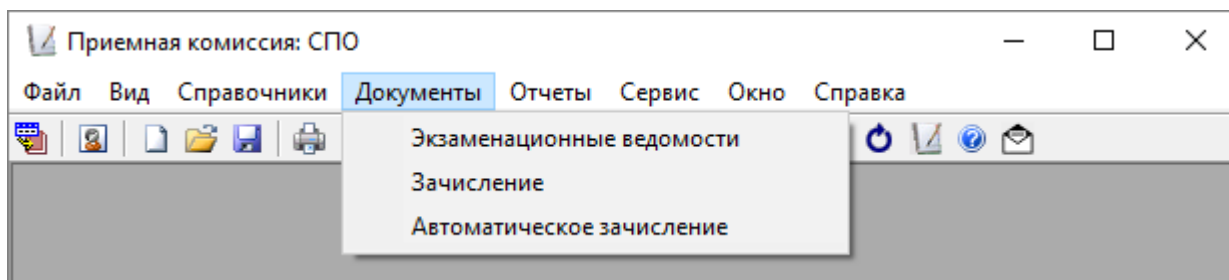 Приемная комиссия: СПО
Файл Вид Справочники Документы Отчеты Сервис Окно Справка
Экзаменационные ведомости
Зачисление
Автоматическое зачисление